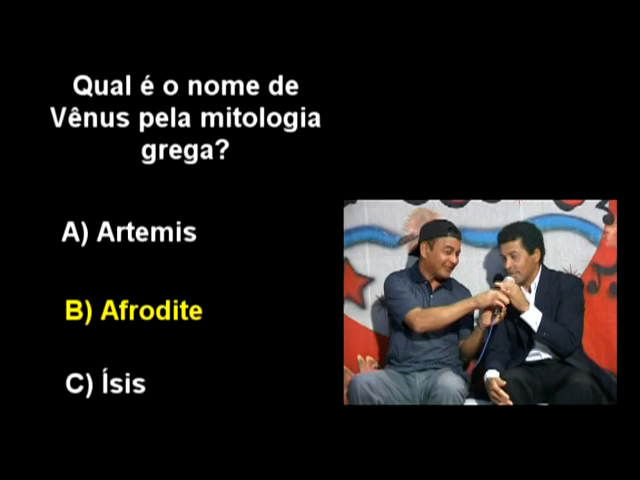 Qual é o nome de
Vênus pela mitologia
grega?
A) Artemis
B) Afrodite
C) Ísis